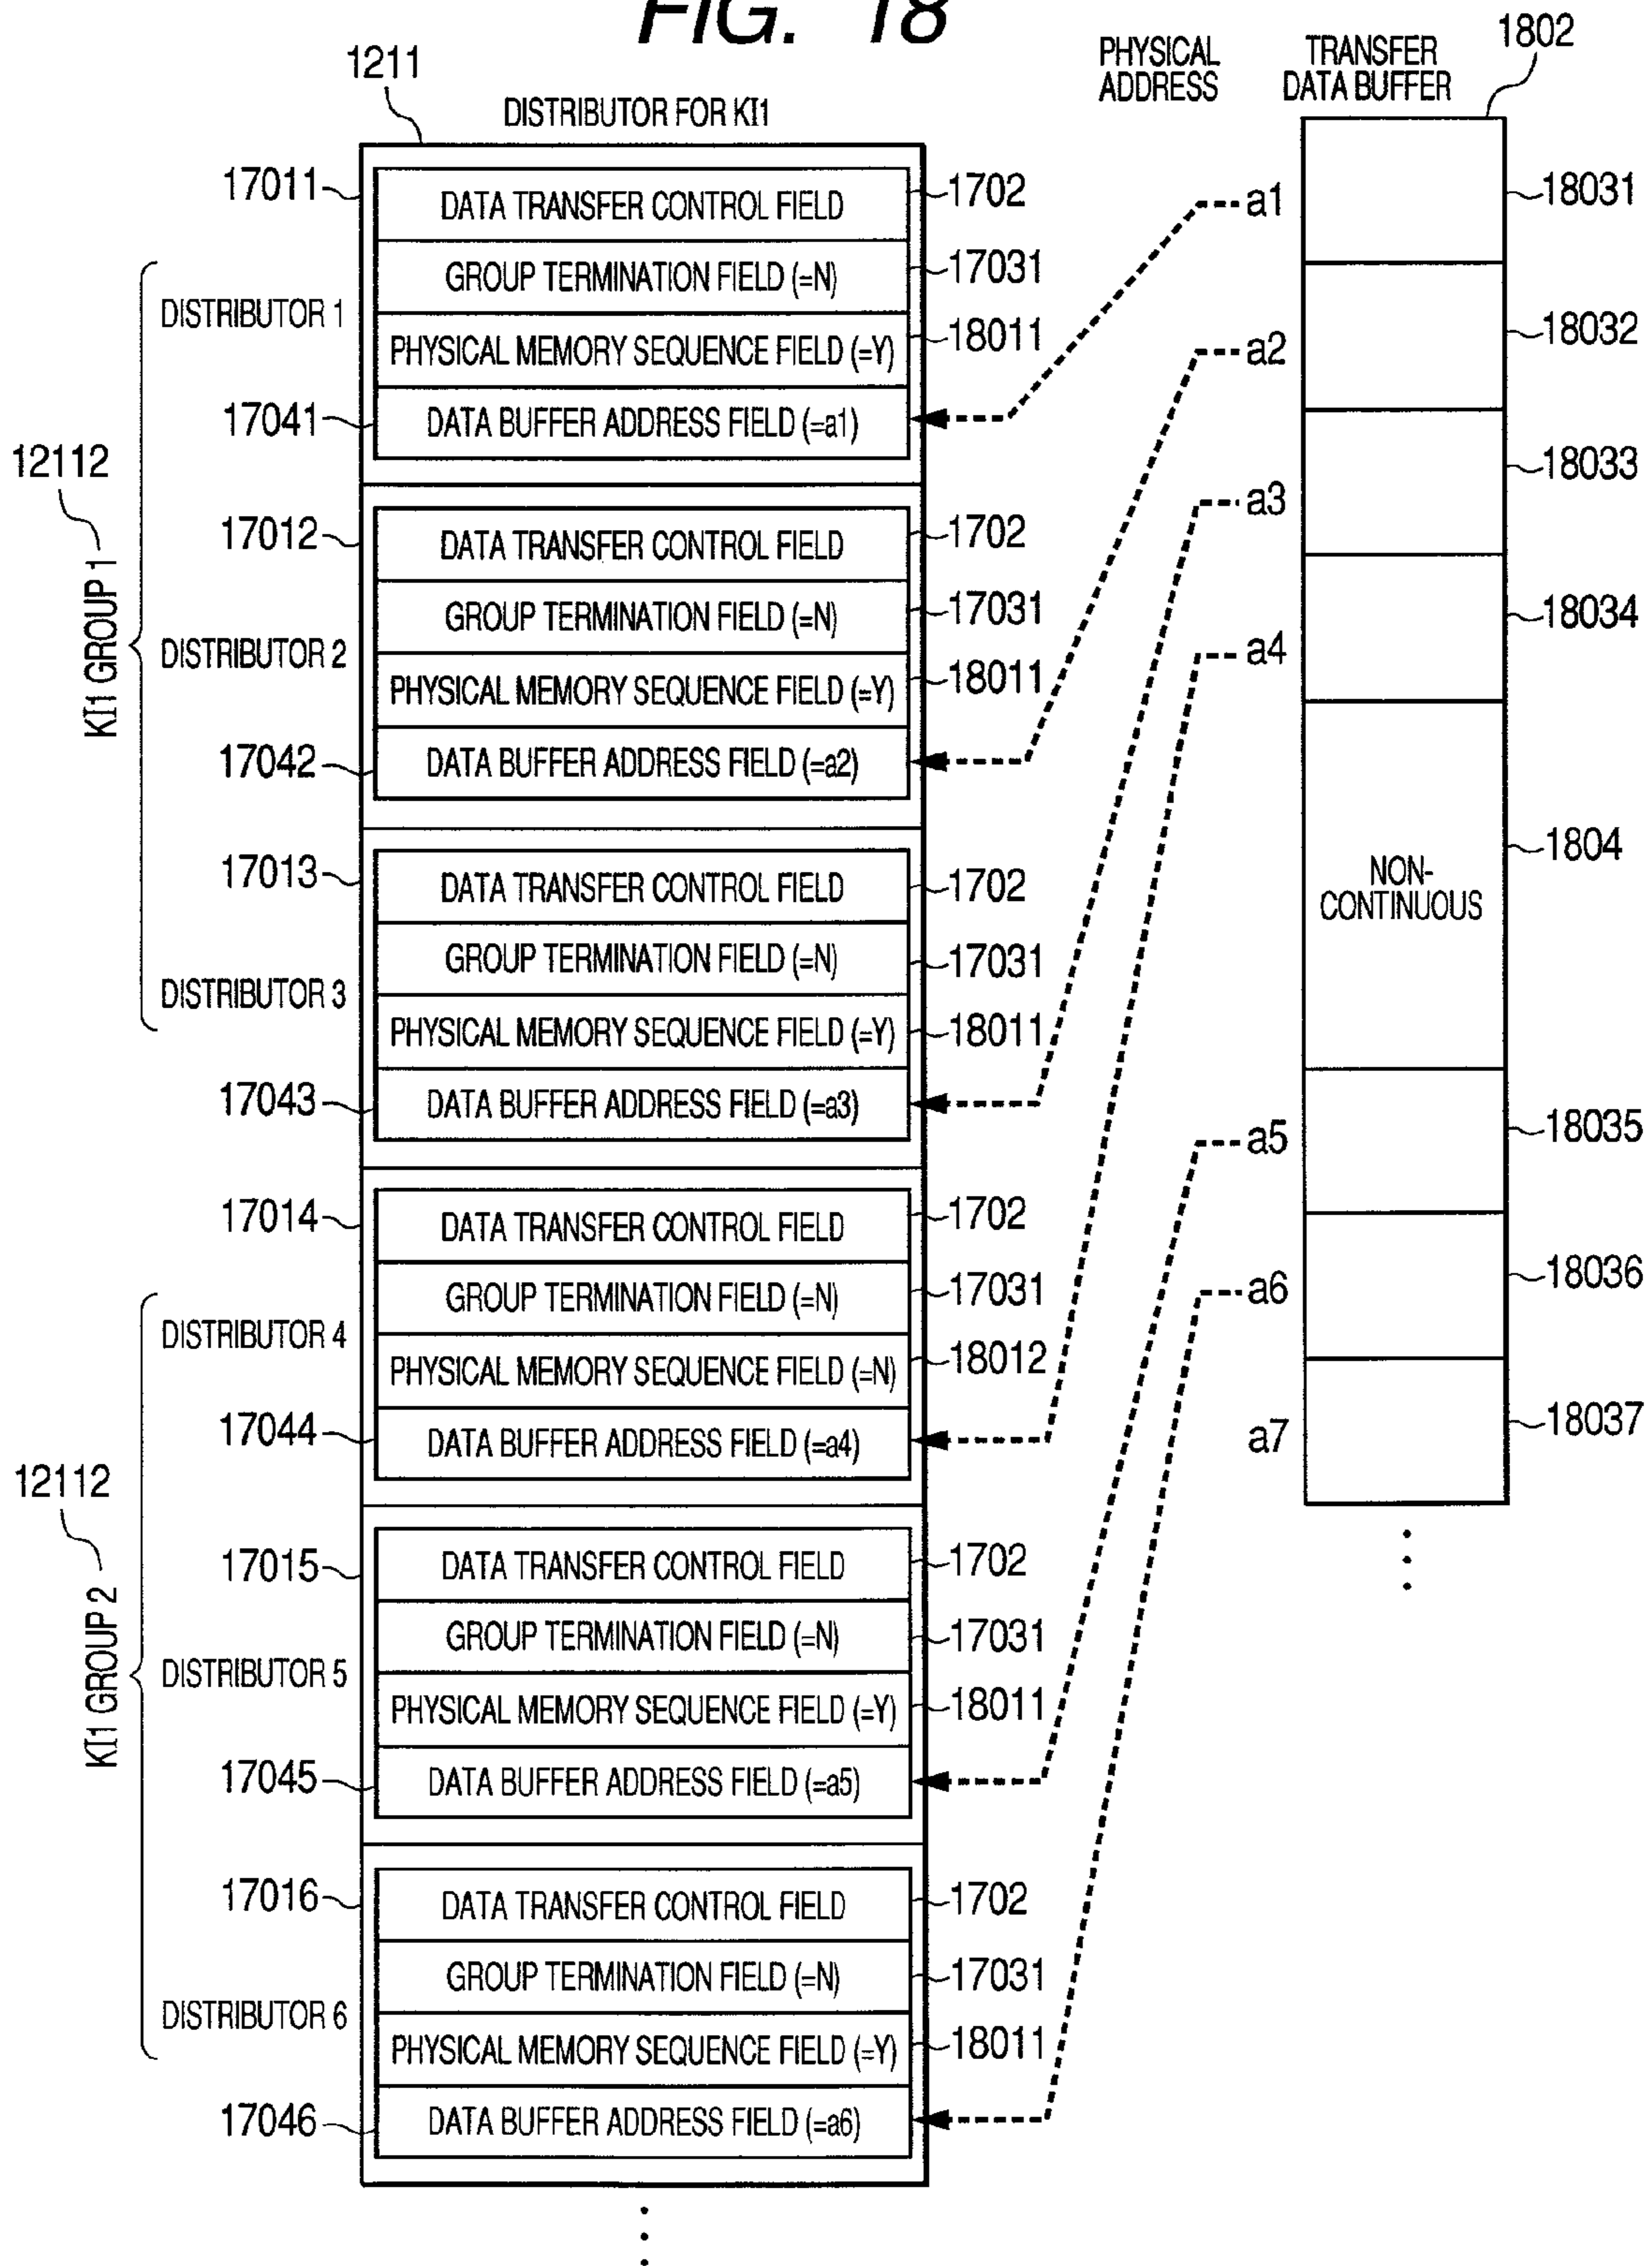 FIG. 18
1211
DISTRIBUTOR FOR KI1
PHYSICAL
ADDRESS
TRANSFER
DATA BUFFER
1802
17011
DATA TRANSFER CONTROL FIELD
1702
GROUP TERMINATION FIELD (=N)
17031
DISTRIBUTOR 1
PHYSICAL MEMORY SEQUENCE FIELD (=Y)
18011
17041
DATA BUFFER ADDRESS FIELD (=a1)
12112
KI1 GROUP 1
17012
DATA TRANSFER CONTROL FIELD
1702
GROUP TERMINATION FIELD (=N)
17031
DISTRIBUTOR 2
PHYSICAL MEMORY SEQUENCE FIELD (=Y)
18011
17042
DATA BUFFER ADDRESS FIELD (=a2)
17013
DATA TRANSFER CONTROL FIELD
1702
GROUP TERMINATION FIELD (=N)
17031
DISTRIBUTOR 3
PHYSICAL MEMORY SEQUENCE FIELD (=Y)
18011
17043
DATA BUFFER ADDRESS FIELD (=a3)
17014
DATA TRANSFER CONTROL FIELD
1702
GROUP TERMINATION FIELD (=N)
17031
DISTRIBUTOR 4
PHYSICAL MEMORY SEQUENCE FIELD (=N)
18012
17044
DATA BUFFER ADDRESS FIELD (=a4)
12112
KI1 GROUP 2
17015
DATA TRANSFER CONTROL FIELD
1702
GROUP TERMINATION FIELD (=N)
17031
DISTRIBUTOR 5
PHYSICAL MEMORY SEQUENCE FIELD (=Y)
18011
17045
DATA BUFFER ADDRESS FIELD (=a5)
17016
DATA TRANSFER CONTROL FIELD
1702
GROUP TERMINATION FIELD (=N)
17031
DISTRIBUTOR 6
PHYSICAL MEMORY SEQUENCE FIELD (=Y)
18011
17046
DATA BUFFER ADDRESS FIELD (=a6)
a1
18031
a2
18032
a3
18033
a4
18034
NON-
CONTINUOUS
1804
a5
18035
a6
18036
a7
18037